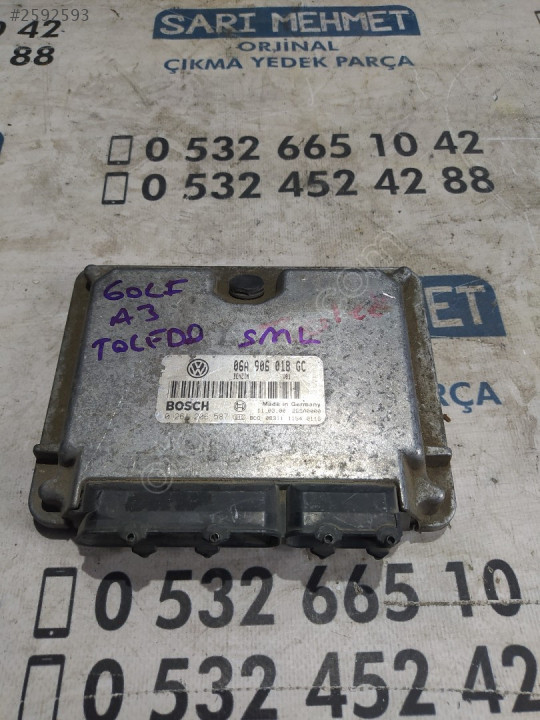 #2592593
SARI MEHMET
ORJİNAL
ÇIKMA YEDEK PARÇA
42
88
0 532 665 10 42
0 532 452 42 88
GOLF
A3
TOLEDO SML
06A 906 018 GC
BENZIN
BOSCH
Made in Germany
MET
RÇA
0 532 665 10
0 532 452 42